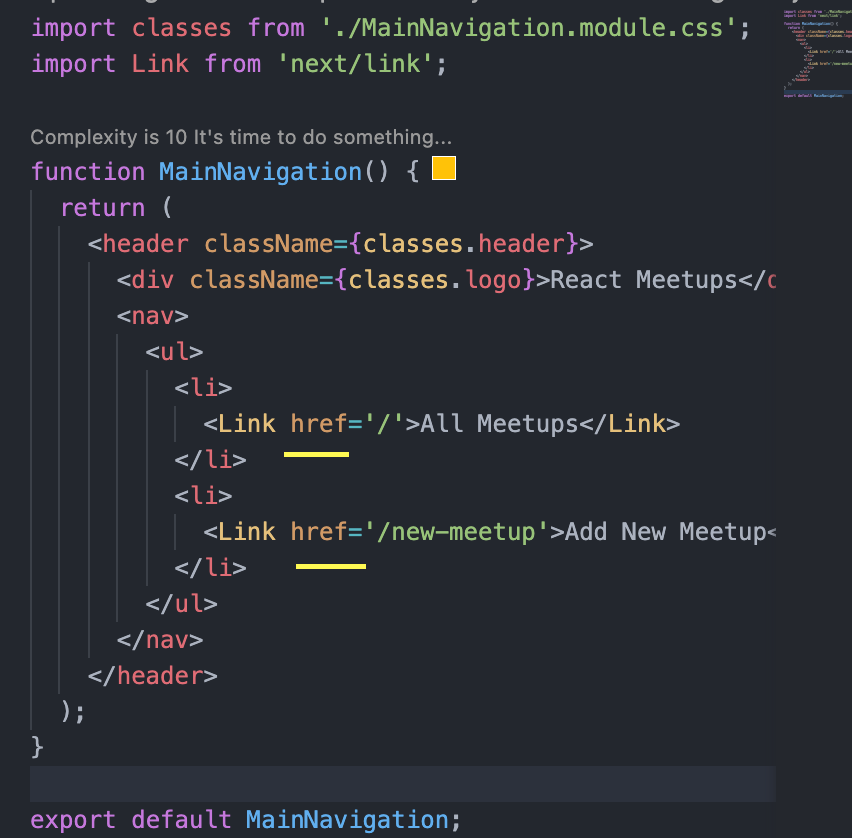 import classes from './MainNavigation.module.css';
import Link from 'next/link';
Complexity is 10 It's time to do something...
function MainNavigation() {
return (
<header className={classes.header}>
<div className={classes.logo}>React Meetups</d
<nav>
<ul>
<li>
<Link href='/'>All Meetups</Link>
</li>
<li>
<Link href='/new-meetup'>Add New Meetup<
</li>
</ul>
</nav>
</header>
);
}
export default MainNavigation;